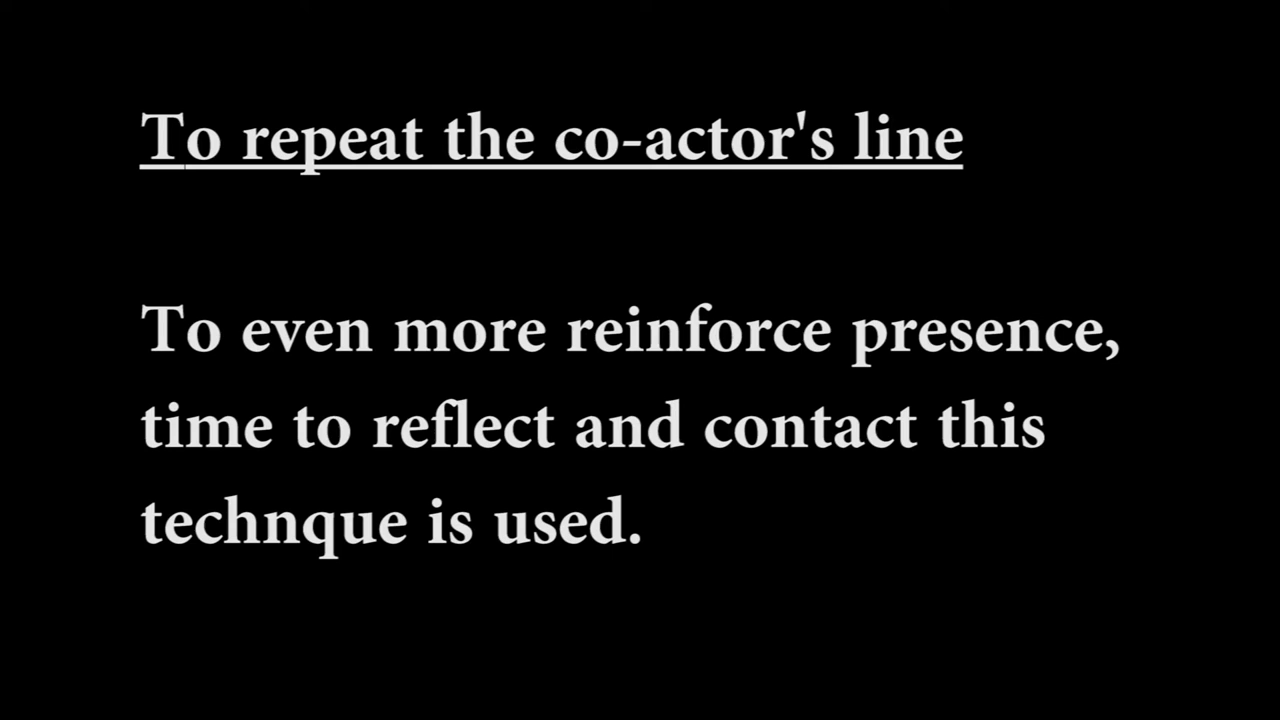 To repeat the co-actor's line
To even more reinforce presence,
time to reflect and contact this
technque is used.